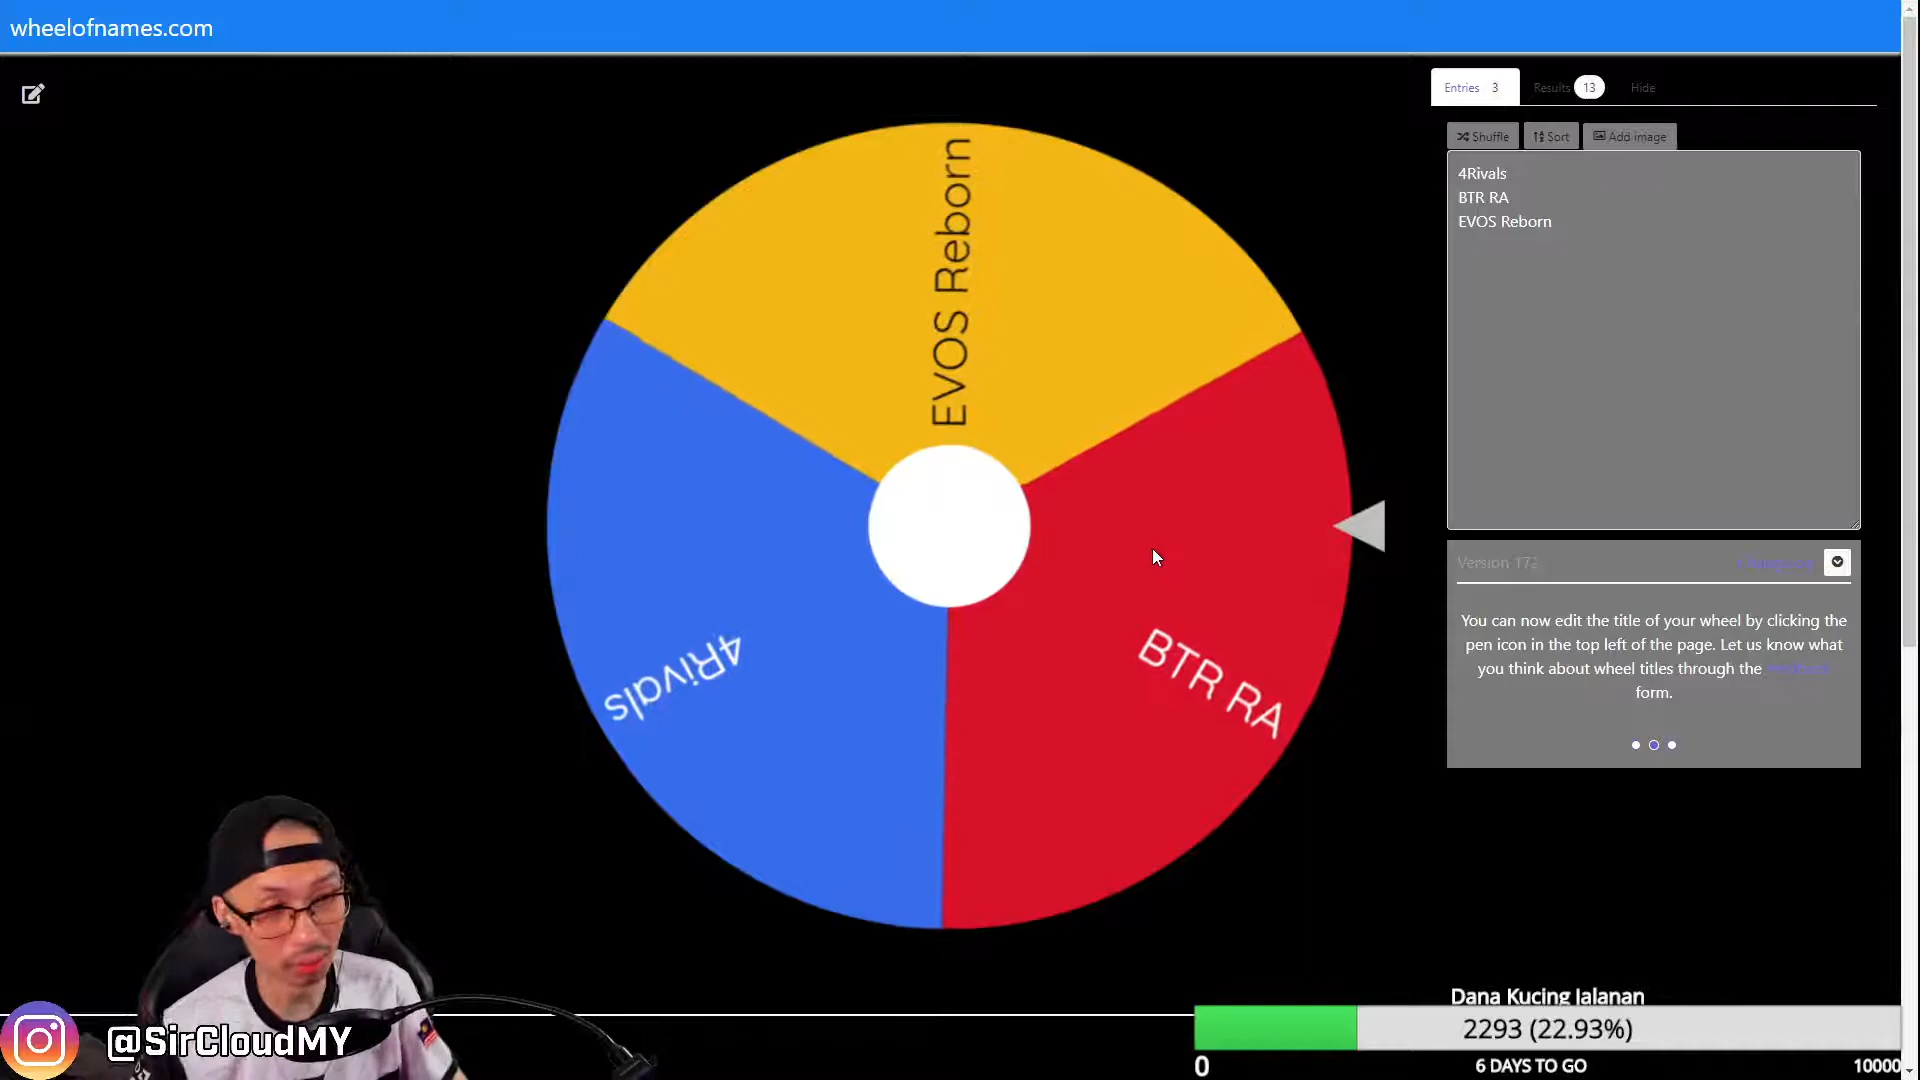 wheelofnames.com
Entries 3
Results 13
Hide
Shuffle
Sort
Add image
4Rivals
BTR RA
EVOS Reborn
EVOS Reborn
BTR RA
4Rivals
Version 172
You can now edit the title of your wheel by clicking the
pen icon in the top left of the page. Let us know what
you think about wheel titles through the
form.
@SirCloudMY
Dana Kucing Jalanan
2293 (22.93%)
0
6 DAYS TO GO
10000